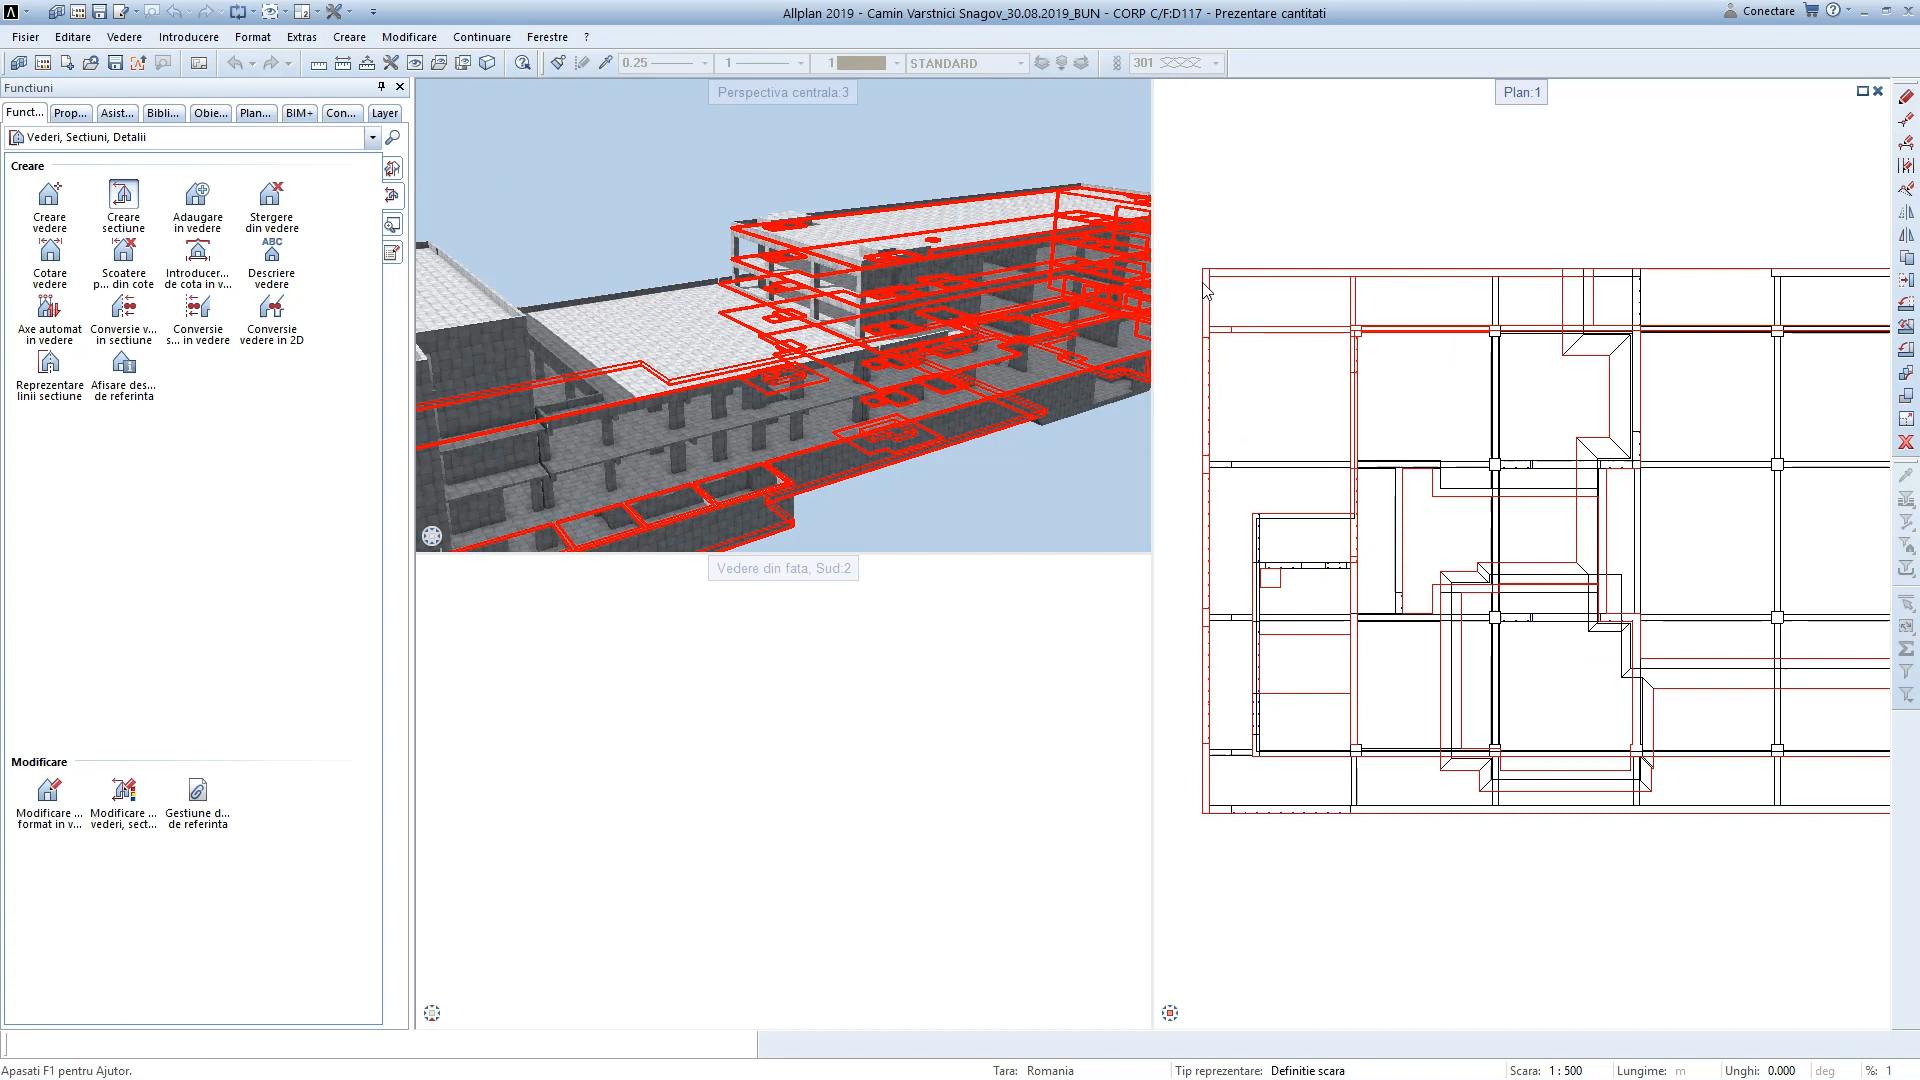 Allplan 2019 - Camin Varstnici Snagov_30.08.2019_BUN - CORP C/F:D117 - Prezentare cantitati
Conectare
Fisier Editare Vedere Introducere Format Extras Creare Modificare Continuare Ferestre ?
0.25 1 1 STANDARD 301
Functiuni
Funct... Prop... Asist... Bibli... Obie... Plan... BIM+ Con... Layer
Vederi, Sectiuni, Detalii
Creare
Creare vedere
Creare sectiune
Adaugare in vedere
Stergere din vedere
Cotare vedere
Scoatere p... din cote
Introducer... de cota in v...
ABC
Descriere vedere
Axe automat in vedere
Conversie v... in sectiune
Conversie s... in vedere
Conversie vedere in 2D
Reprezentare linii sectiune
Afisare des... de referinta
Modificare
Modificare ... format in v...
Modificare ... vederi, sect...
Gestiune d... de referinta
Perspectiva centrala:3
Plan:1
Vedere din fata, Sud:2
Apasati F1 pentru Ajutor.
Tara: Romania
Tip reprezentare: Definitie scara
Scara: 1 : 500
Lungime: m
Unghi: 0.000 deg
%: 1